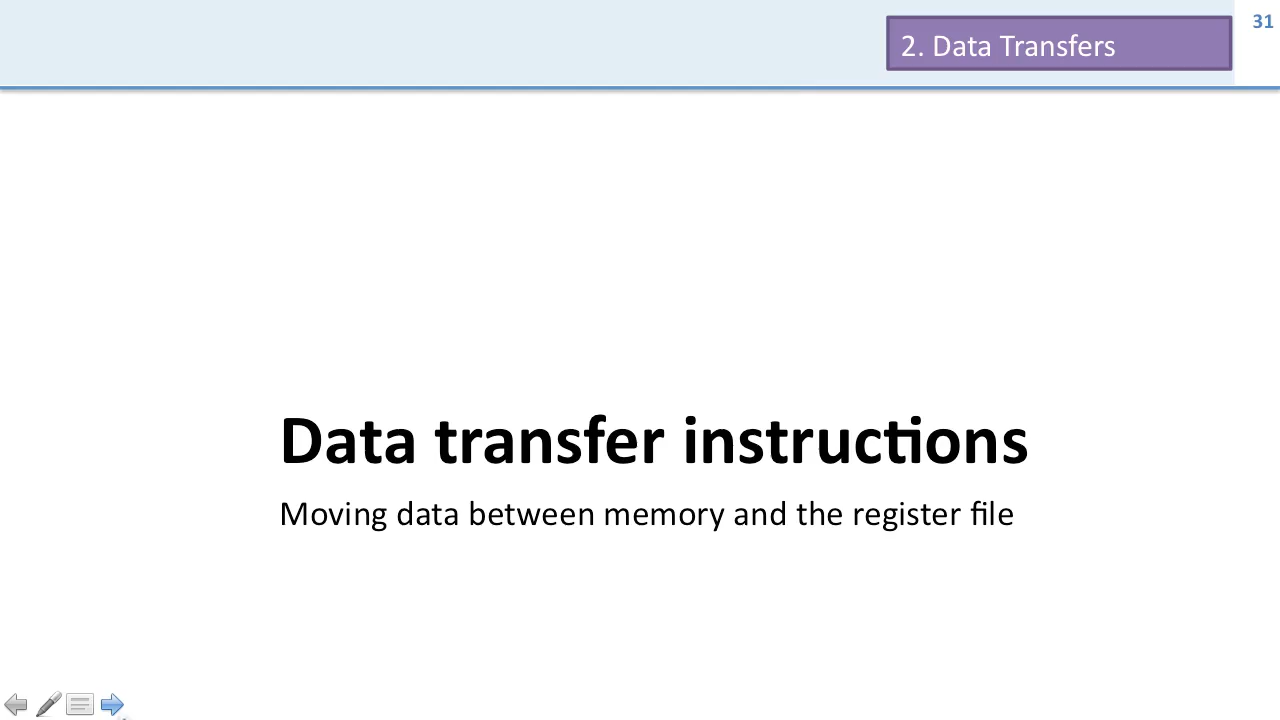 2. Data Transfers
31
Data transfer instructions
Moving data between memory and the register file